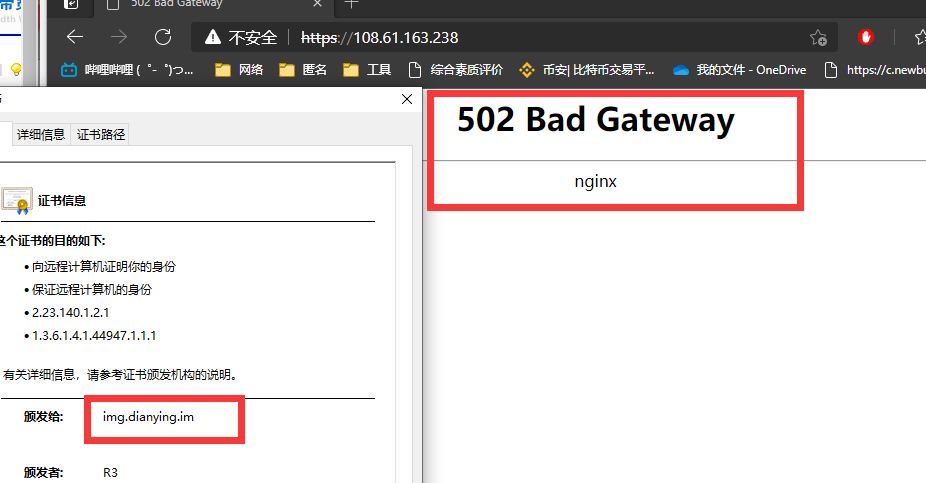 502 Bad Gateway
不安全 https://108.61.163.238
哔哩哔哩 (゜-゜)つ...
网络
匿名
工具
综合素质评价
币安| 比特币交易平...
我的文件 - OneDrive
https://c.newbu
详细信息
证书路径
证书信息
这个证书的目的如下:
• 向远程计算机证明你的身份
• 保证远程计算机的身份
• 2.23.140.1.2.1
• 1.3.6.1.4.1.44947.1.1.1
有关详细信息，请参考证书颁发机构的说明。
颁发给: img.dianying.im
颁发者: R3
502 Bad Gateway
nginx